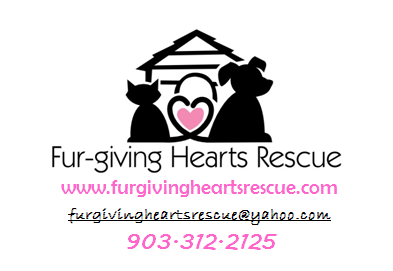 Fur-giving Hearts Rescue
www.furgivingheartsrescue.com
furgivingheartsrescue@yahoo.com
903·312·2125